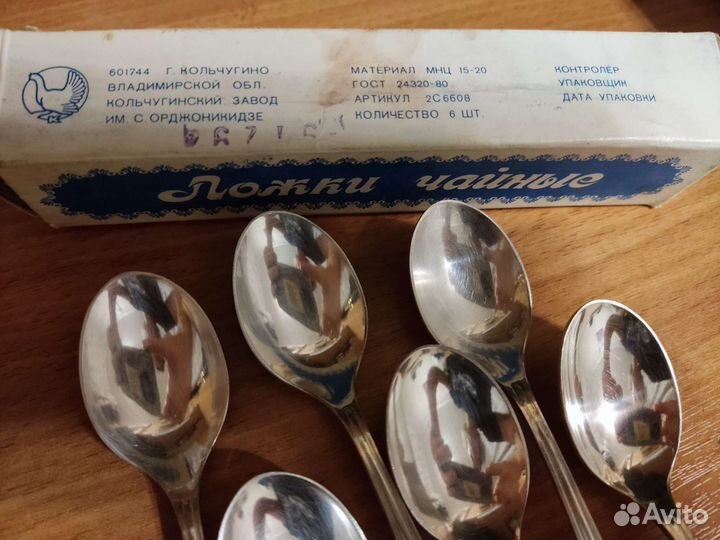 601744 Г. КОЛЬЧУГИНО
ВЛАДИМИРСКОЙ ОБЛ.
КОЛЬЧУГИНСКИЙ ЗАВОД
ИМ. С. ОРДЖОНИКИДЗЕ
МАТЕРИАЛ МНЦ 15-20
ГОСТ 24320-80
АРТИКУЛ 2С6608
КОЛИЧЕСТВО 6 ШТ.
КОНТРОЛЕР
УПАКОВЩИК
ДАТА УПАКОВКИ
Ложки чайные
Avito